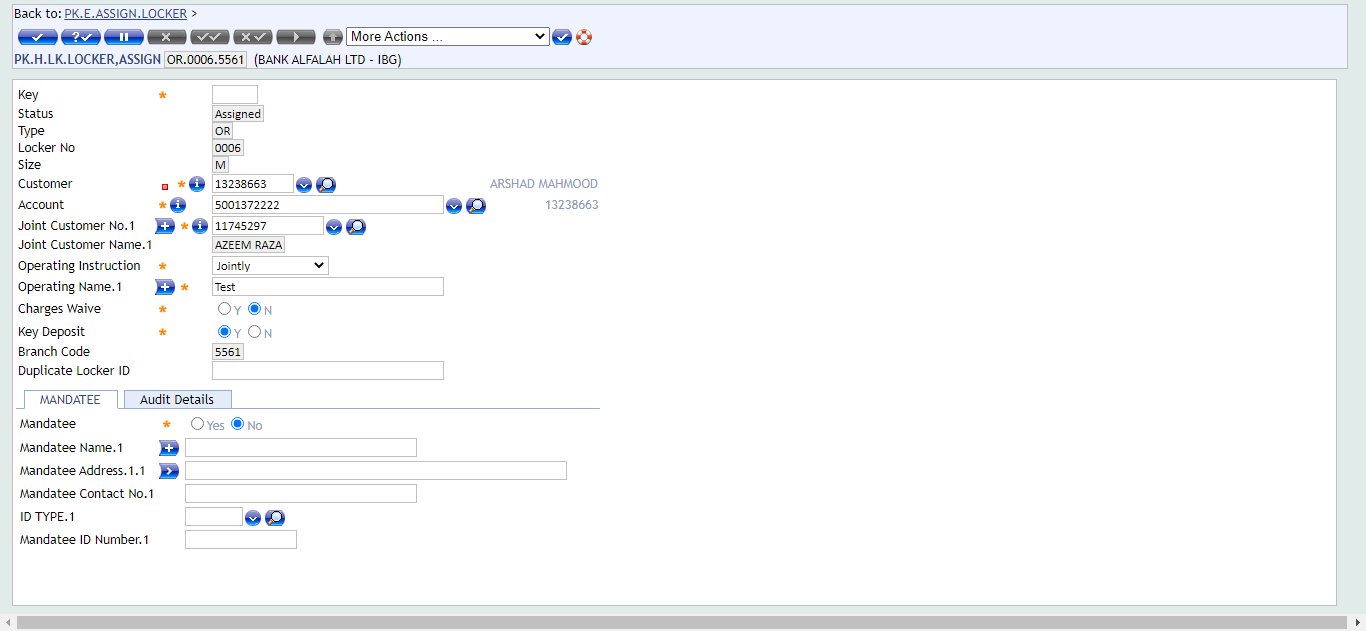 Back to: PK.E.ASSIGN.LOCKER >
More Actions ...
PK.H.LK.LOCKER,ASSIGN OR.0006.5561 (BANK ALFALAH LTD - IBG)
Key *
Status Assigned
Type OR
Locker No 0006
Size M
Customer * 13238663 ARSHAD MAHMOOD
Account * 5001372222 13238663
Joint Customer No.1 * 11745297
Joint Customer Name.1 AZEEM RAZA
Operating Instruction * Jointly
Operating Name.1 * Test
Charges Waive * Y N
Key Deposit * Y N
Branch Code 5561
Duplicate Locker ID
MANDATEE Audit Details
Mandatee * Yes No
Mandatee Name.1
Mandatee Address.1.1
Mandatee Contact No.1
ID TYPE.1
Mandatee ID Number.1